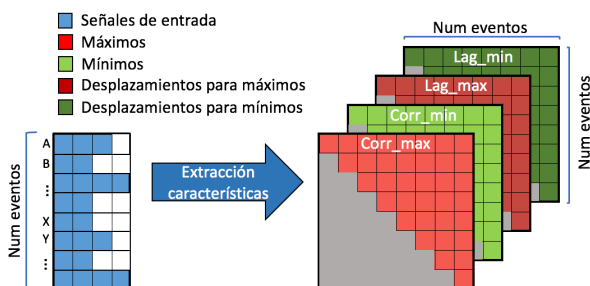 Señales de entrada
Máximos
Mínimos
Desplazamientos para máximos
Desplazamientos para mínimos
Num eventos
A
B
...
X
Y
...
Extracción
características
Num eventos
Num eventos
Lag_min
Lag_max
Corr_min
Corr_max